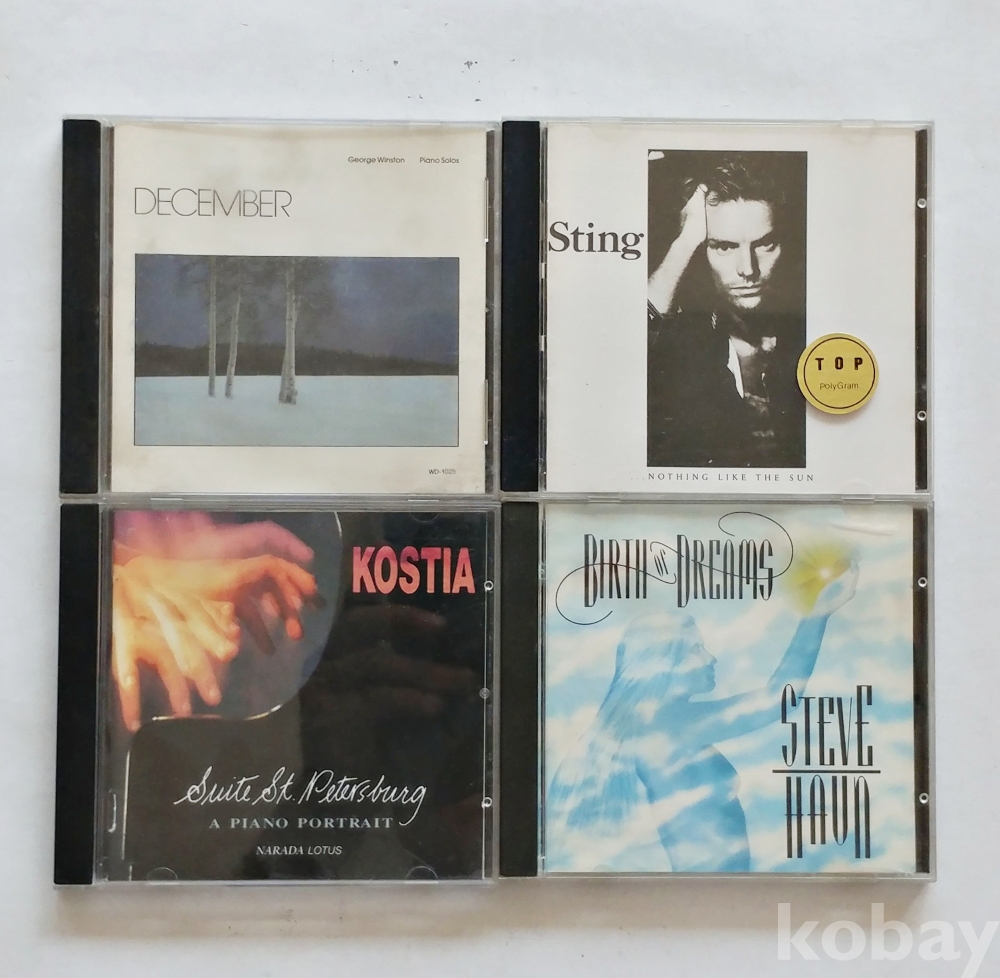 George Winston Piano Solos
DECEMBER
WD-1025
Sting
TOP
PolyGram
...NOTHING LIKE THE SUN
KOSTIA
Suite St. Petersburg
A PIANO PORTRAIT
NARADA LOTUS
BIRTH OF DREAMS
STEVE
HAUN
kobay